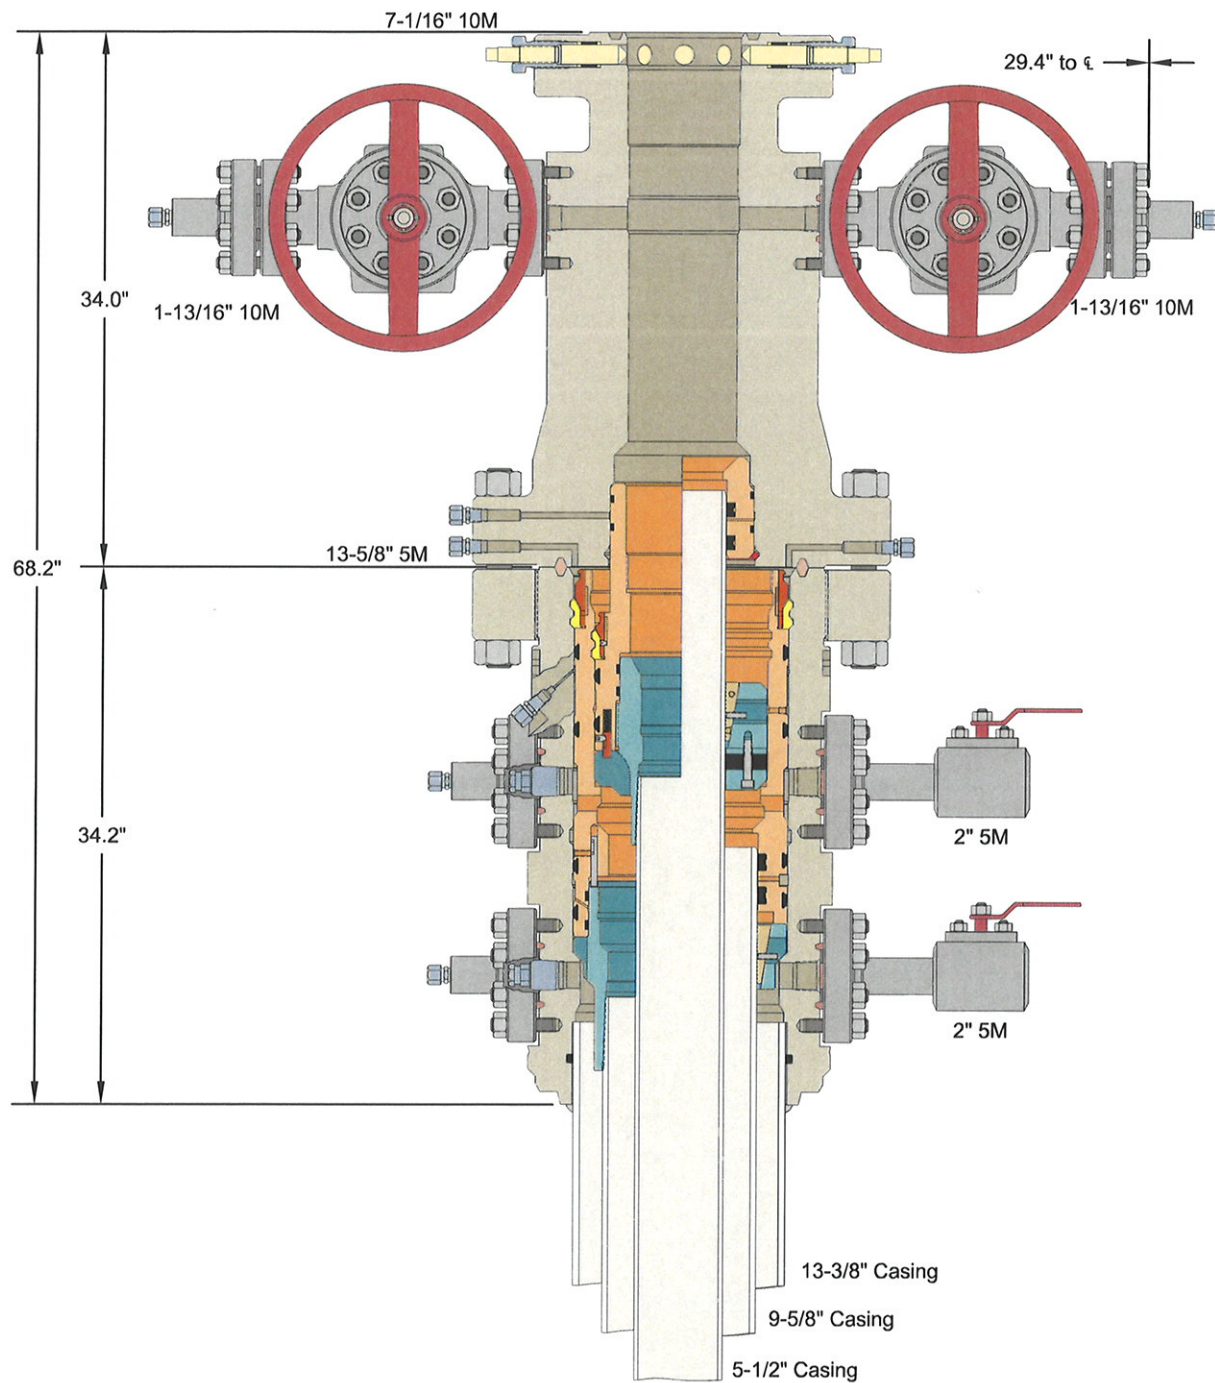 7-1/16" 10M
29.4" to ℄
34.0"
1-13/16" 10M
1-13/16" 10M
13-5/8" 5M
68.2"
34.2"
2" 5M
2" 5M
13-3/8" Casing
9-5/8" Casing
5-1/2" Casing